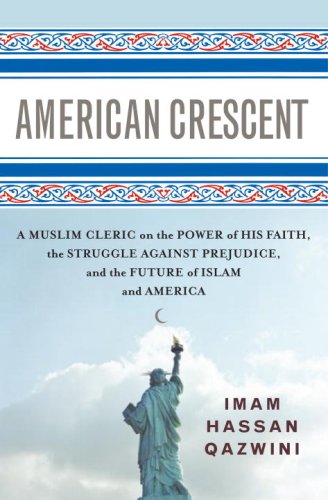 AMERICAN CRESCENT
A MUSLIM CLERIC on the POWER of HIS FAITH,
the STRUGGLE AGAINST PREJUDICE,
and the FUTURE of ISLAM
and AMERICA
IMAM
HASSAN
QAZWINI